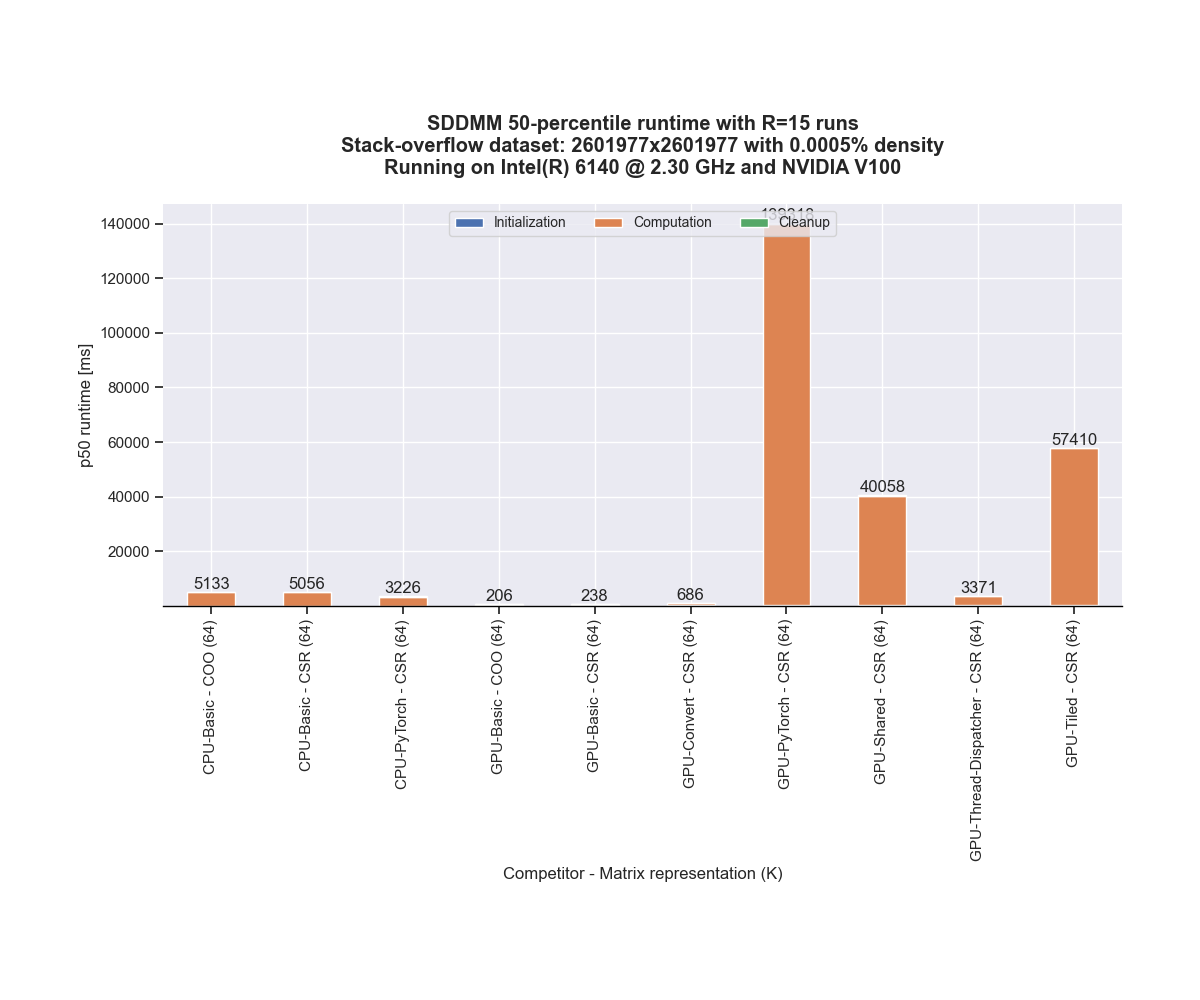 SDDMM 50-percentile runtime with R=15 runs
Stack-overflow dataset: 2601977x2601977 with 0.0005% density
Running on Intel(R) 6140 @ 2.30 GHz and NVIDIA V100
Initialization
Computation
Cleanup
p50 runtime [ms]
140000
120000
100000
80000
60000
40000
20000
5133
5056
3226
206
238
686
139318
40058
3371
57410
CPU-Basic - COO (64)
CPU-Basic - CSR (64)
CPU-PyTorch - CSR (64)
GPU-Basic - COO (64)
GPU-Basic - CSR (64)
GPU-Convert - CSR (64)
GPU-PyTorch - CSR (64)
GPU-Shared - CSR (64)
GPU-Thread-Dispatcher - CSR (64)
GPU-Tiled - CSR (64)
Competitor - Matrix representation (K)